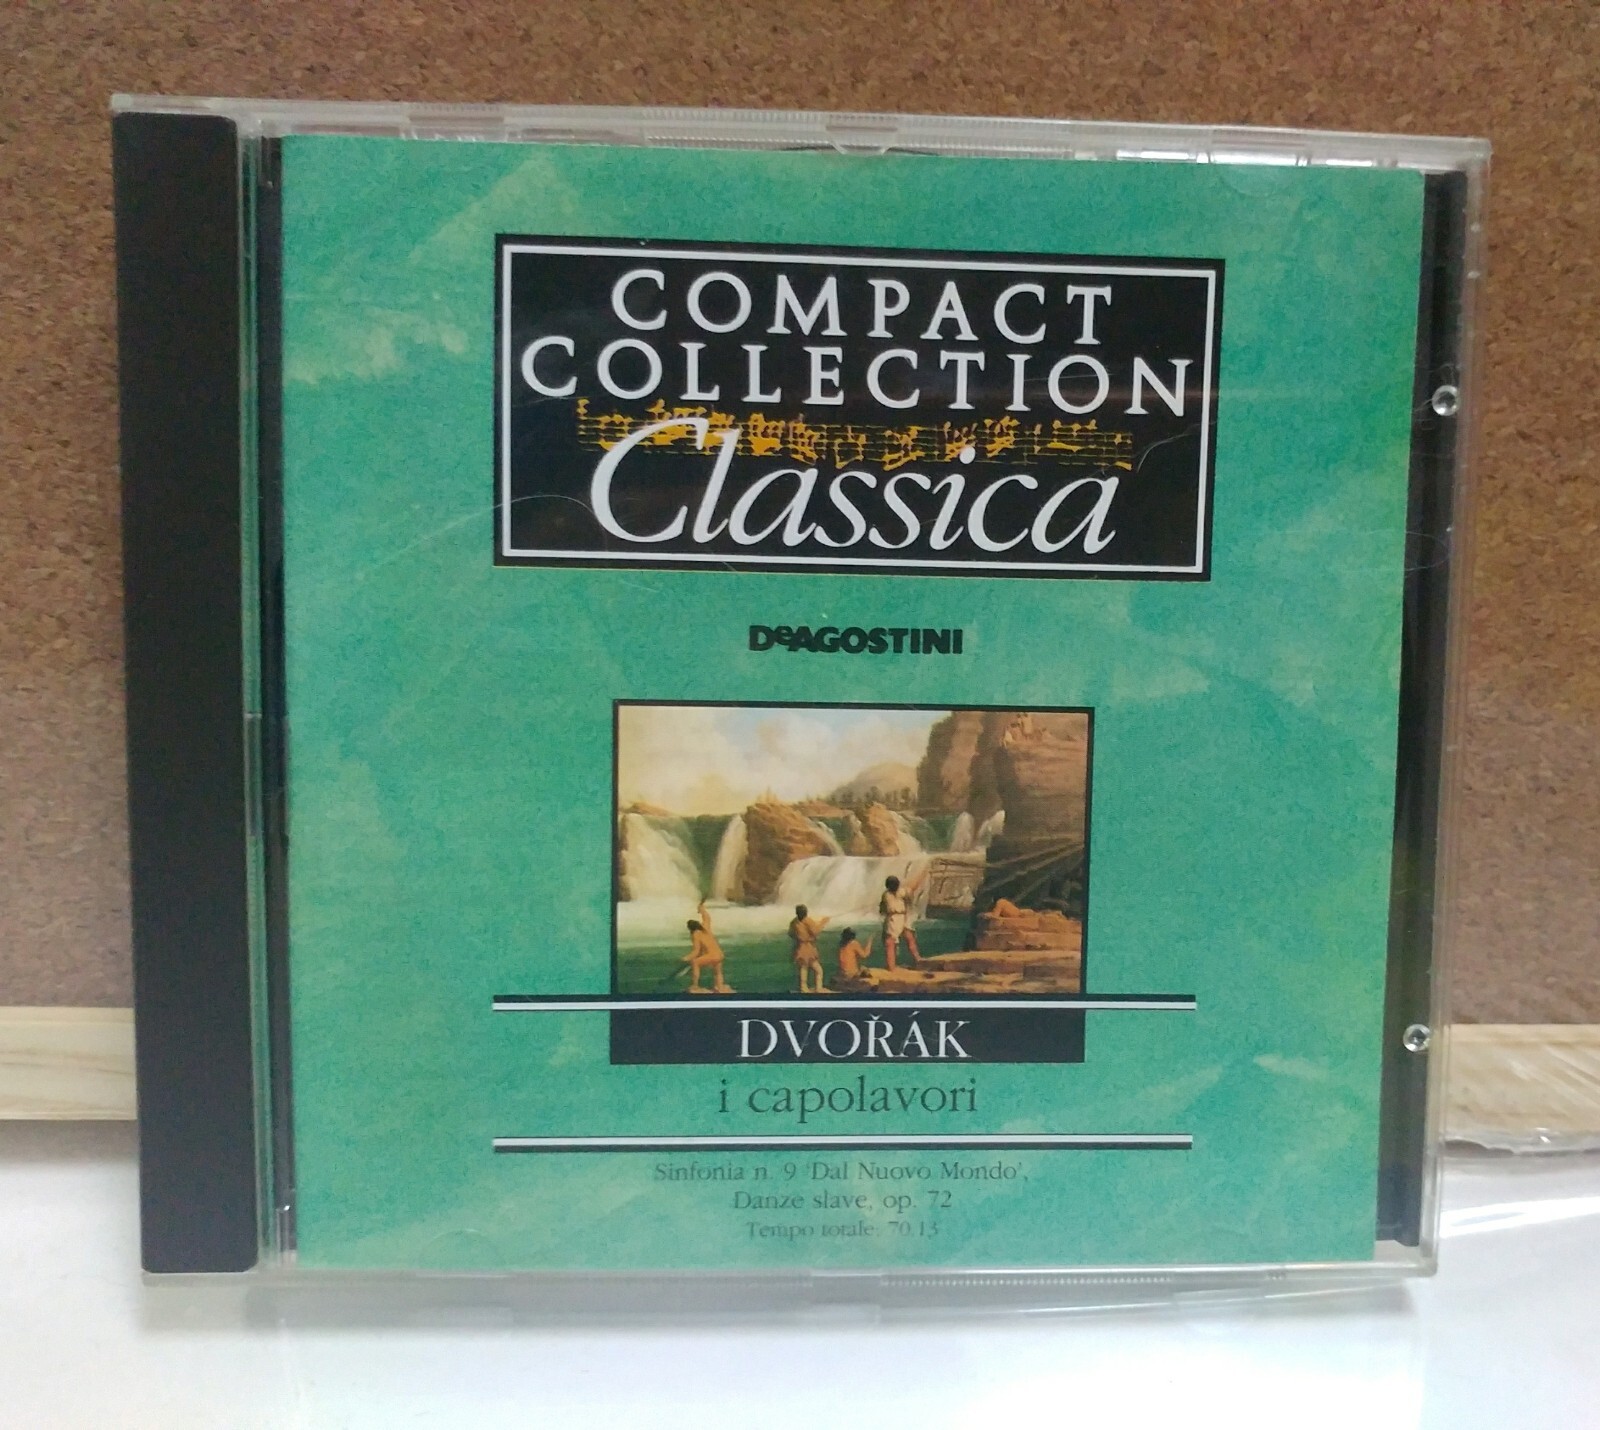 COMPACT
COLLECTION
Classica
DeAGOSTINI
DVOŘÁK
i capolavori
Sinfonia n. 9 'Dal Nuovo Mondo',
Danze slave, op. 72
Tempo totale: 70.13